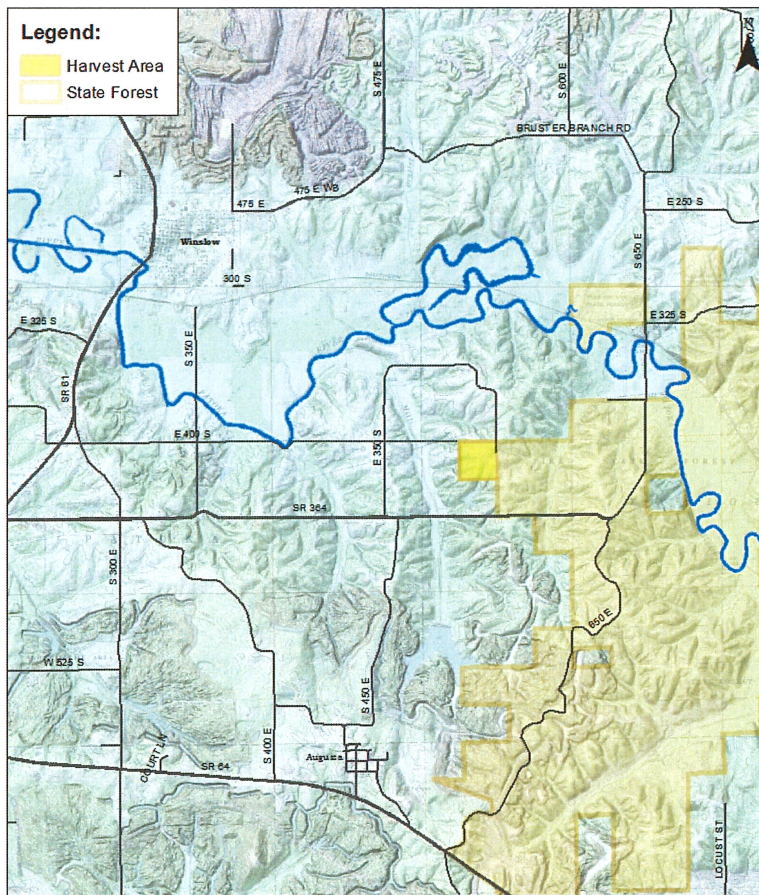 Legend:
Harvest Area
State Forest
S 475 E
S 600 E
BRUSTER BRANCH RD
475 E WB
475 E
E 250 S
Winslow
S 650 E
300 S
E 325 S
E 325 S
S 350 E
SR 61
E 400 S
E 350 S
SR 364
S 300 E
650 E
W 525 S
S 450 E
S 400 E
COURT LN
Augusta
SR 64
LOCUST ST